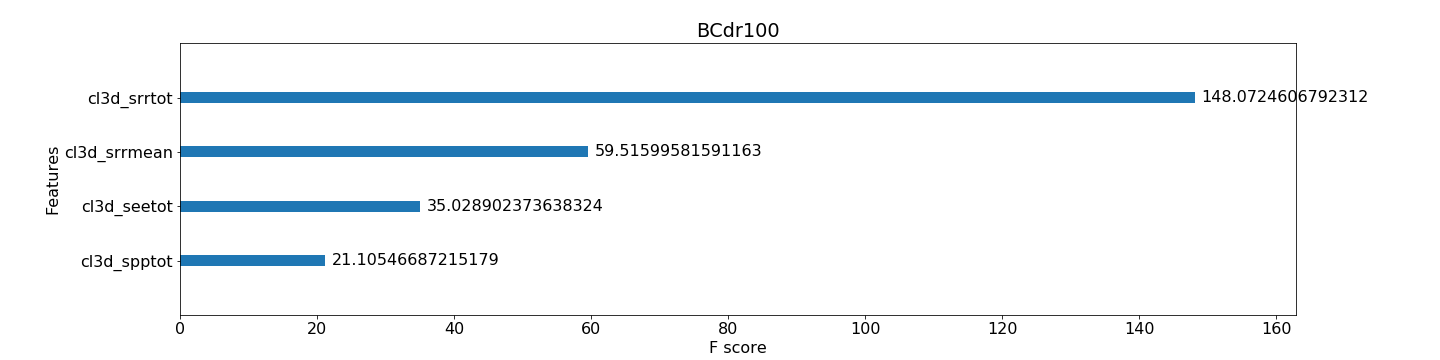 BCdr100
cl3d_srrtot
148.0724606792312
cl3d_srrmean
59.51599581591163
cl3d_seetot
35.028902373638324
cl3d_spptot
21.10546687215179
Features
0 20 40 60 80 100 120 140 160
F score